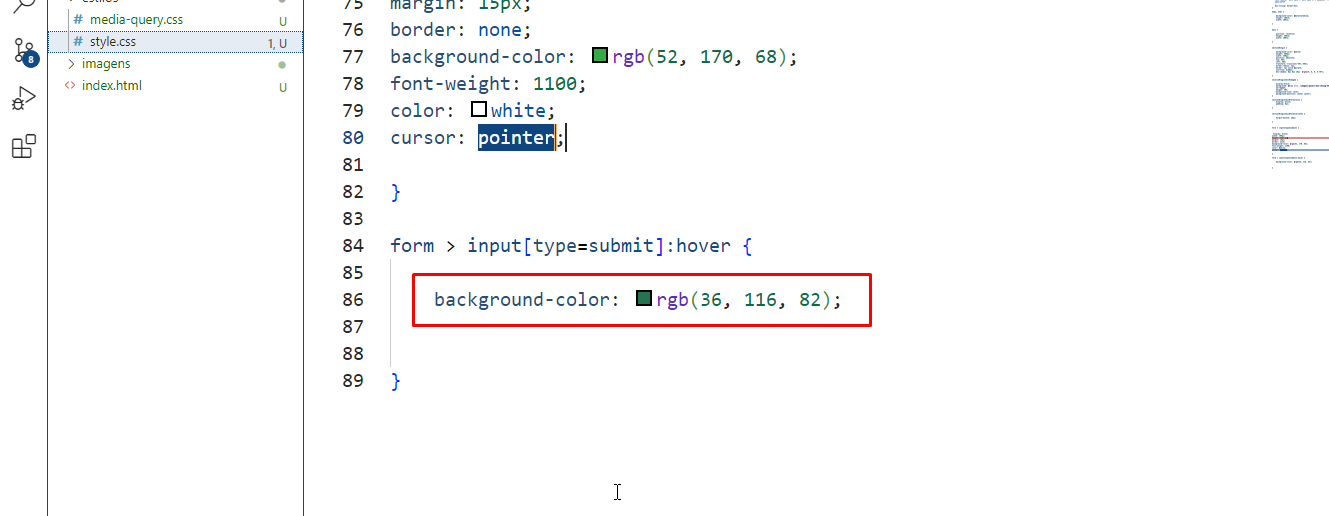 estilos
# media-query.css U
# style.css 1, U
imagens
<> index.html U
8
75 margin: 15px;
76 border: none;
77 background-color: rgb(52, 170, 68);
78 font-weight: 1100;
79 color: white;
80 cursor: pointer;
81
82 }
83
84 form > input[type=submit]:hover {
85
86 background-color: rgb(36, 116, 82);
87
88
89 }